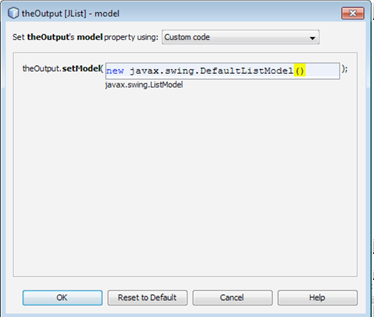 theOutput [JList] - model
Set theOutput's model property using: Custom code
theOutput.setModel( new javax.swing.DefaultListModel() );
javax.swing.ListModel
OK Reset to Default Cancel Help